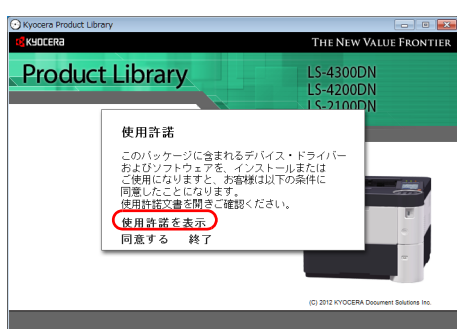 Kyocera Product Library
KYOCERA
THE NEW VALUE FRONTIER
Product Library
LS-4300DN
LS-4200DN
LS-2100DN
使用許諾
このパッケージに含まれるデバイス・ドライバー
およびソフトウェアを、インストールまたは
ご使用になりますと、お客様は以下の条件に
同意したことになります。
使用許諾文書を開きご確認ください。
使用許諾を表示
同意する 終了
(C) 2012 KYOCERA Document Solutions Inc.